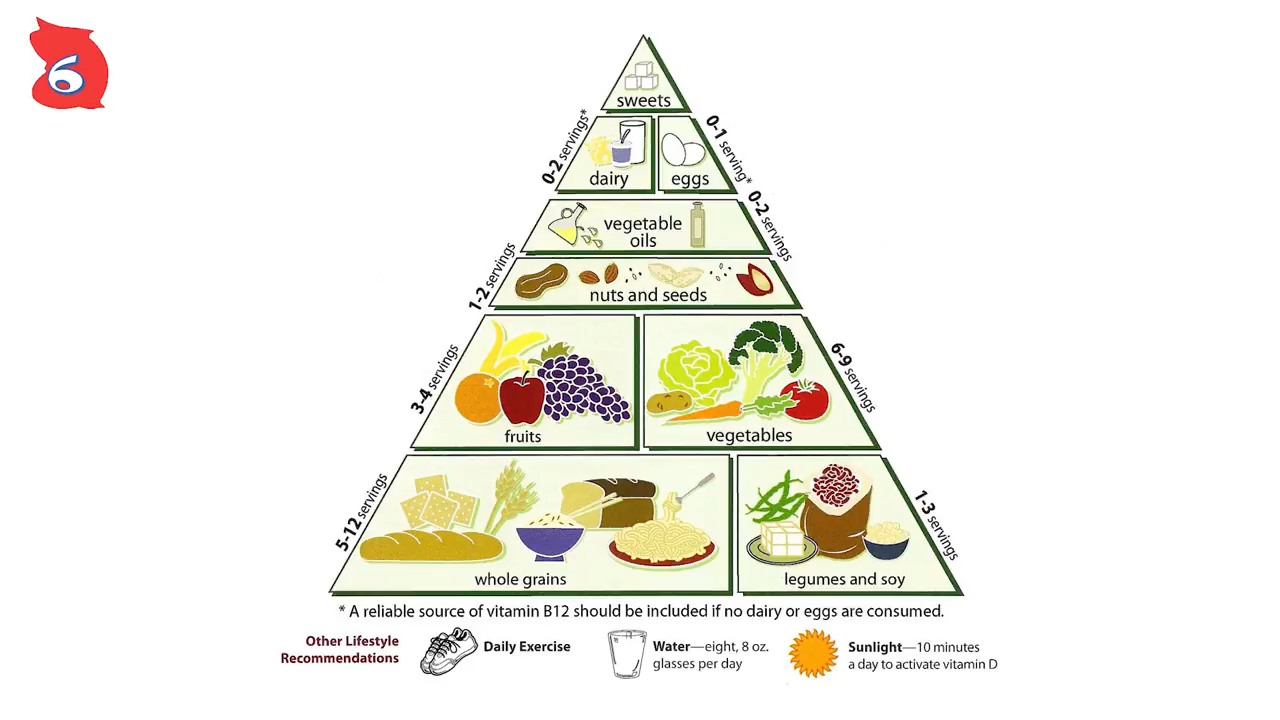 6
sweets
0-2 servings*
dairy
eggs
0-1 serving*
vegetable
oils
0-2 servings
1-2 servings
nuts and seeds
3-4 servings
fruits
vegetables
6-9 servings
5-12 servings
whole grains
legumes and soy
1-3 servings
* A reliable source of vitamin B12 should be included if no dairy or eggs are consumed.
Other Lifestyle
Recommendations
Daily Exercise
Water—eight, 8 oz.
glasses per day
Sunlight—10 minutes
a day to activate vitamin D